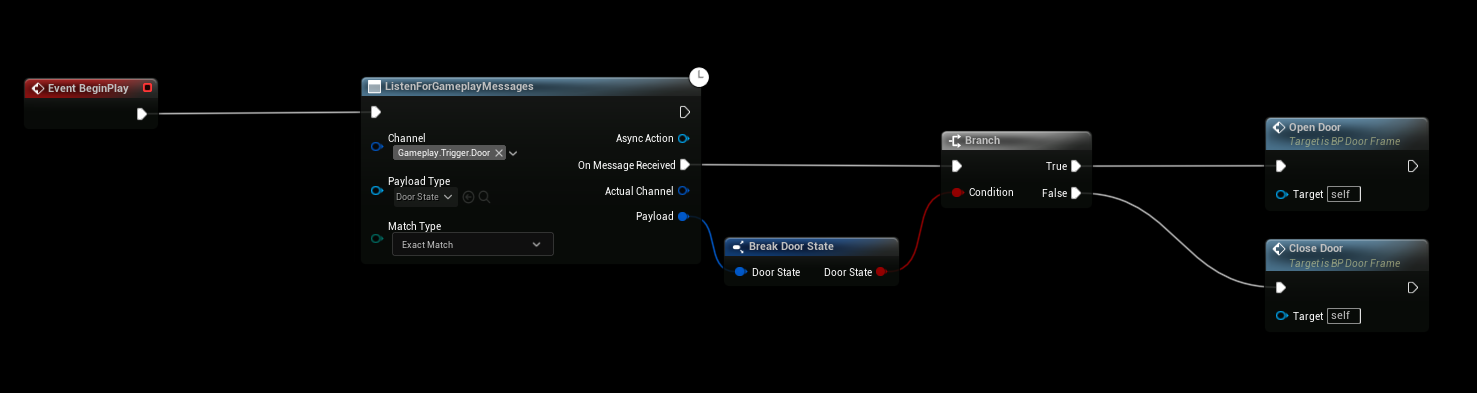 Event BeginPlay
ListenForGameplayMessages
Channel
Gameplay.Trigger.Door
Payload Type
Door State
Match Type
Exact Match
Async Action
On Message Received
Actual Channel
Payload
Break Door State
Door State
Door State
Branch
Condition
True
False
Open Door
Target is BP Door Frame
Target self
Close Door
Target is BP Door Frame
Target self